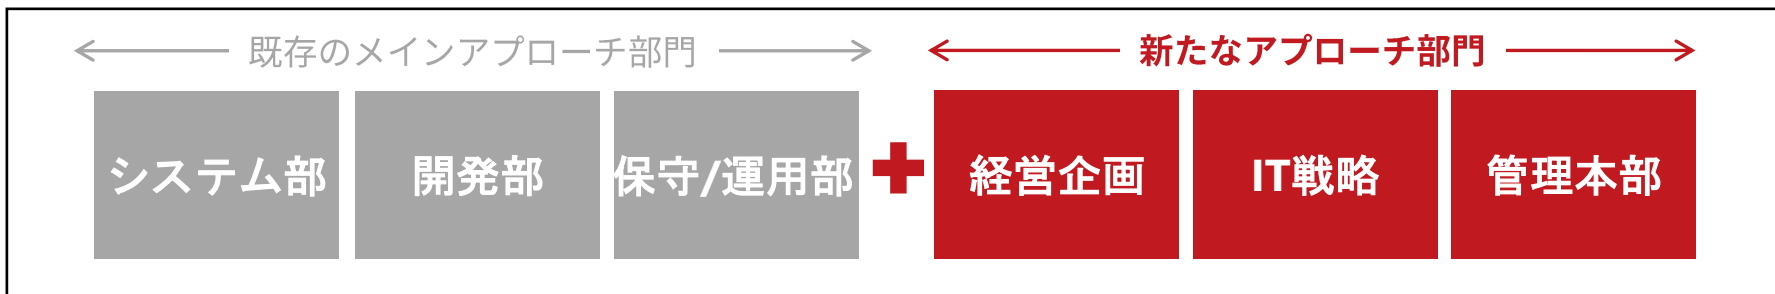 既存のメインアプローチ部門
新たなアプローチ部門
システム部
開発部
保守/運用部
経営企画
IT戦略
管理本部